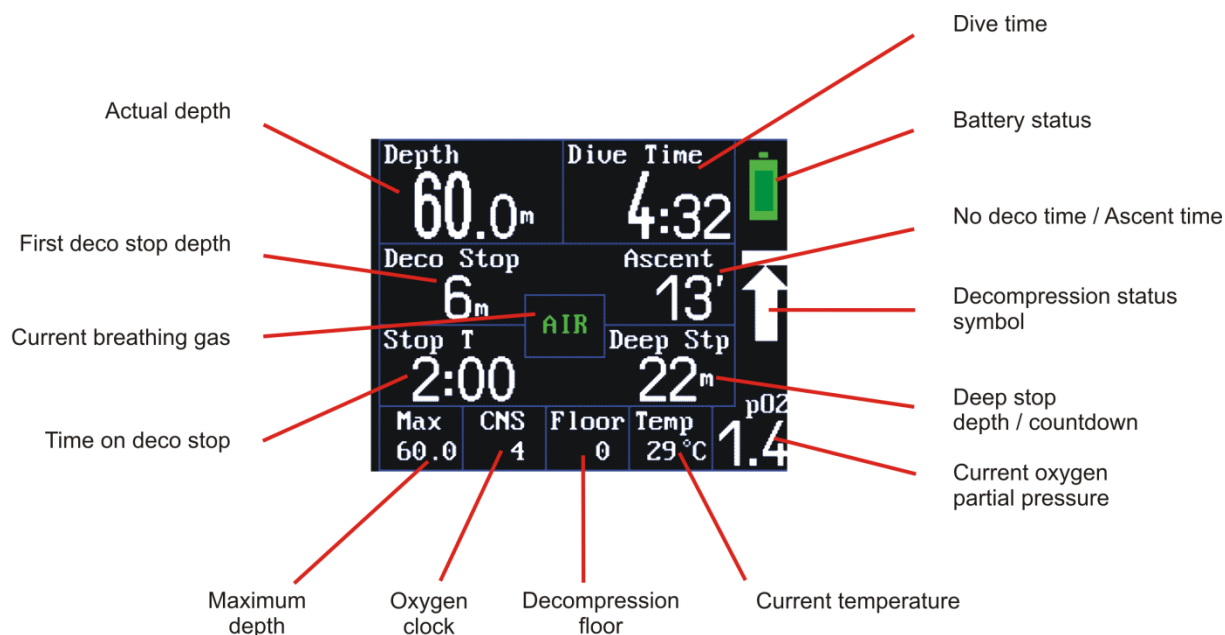 Dive time
Actual depth
Battery status
Depth
60.0m
Dive Time
4:32
No deco time / Ascent time
First deco stop depth
Deco Stop
6m
Ascent
13'
Decompression status
symbol
Current breathing gas
AIR
Stop T
2:00
Deep Stp
22m
Deep stop
depth / countdown
Time on deco stop
Max
60.0
CNS
4
Floor
0
Temp
29°C
pO2
1.4
Current oxygen
partial pressure
Maximum
depth
Oxygen
clock
Decompression
floor
Current temperature